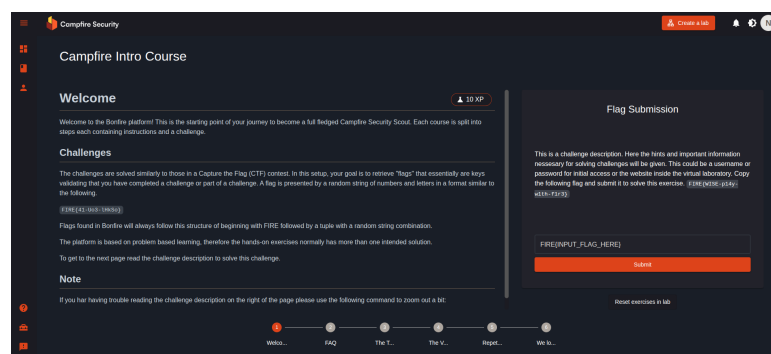 Campfire Security
Create a lab
N
Campfire Intro Course
Welcome
10 XP
Welcome to the Bonfire platform! This is the starting point of your journey to become a full fledged Campfire Security Scout. Each course is split into
steps each containing instructions and a challenge.
Challenges
The challenges are solved similarly to those in a Capture the Flag (CTF) contest. In this setup, your goal is to retrieve "flags" that essentially are keys
validating that you have completed a challenge or part of a challenge. A flag is presented by a random string of numbers and letters in a format similar to
the following.
Flags found in Bonfire will always follow this structure of beginning with FIRE followed by a tuple with a random string combination.
The platform is based on problem based learning, therefore the hands-on exercises normally has more than one intended solution.
To get to the next page read the challenge description to solve this challenge.
Note
If you har having trouble reading the challenge description on the right of the page please use the following command to zoom out a bit:
Flag Submission
This is a challenge description. Here the hints and important information
nessesary for solving challenges will be given. This could be a username or
password for initial access or the website inside the virtual laboratory. Copy
the following flag and submit it to solve this exercise. FIRE{WISE-pl4y-
w1th-f1r3}
FIRE{INPUT_FLAG_HERE}
Submit
Reset exercises in lab
1
2
3
4
5
6
Welco...
FAQ
The T...
The V...
Repet...
We lo...